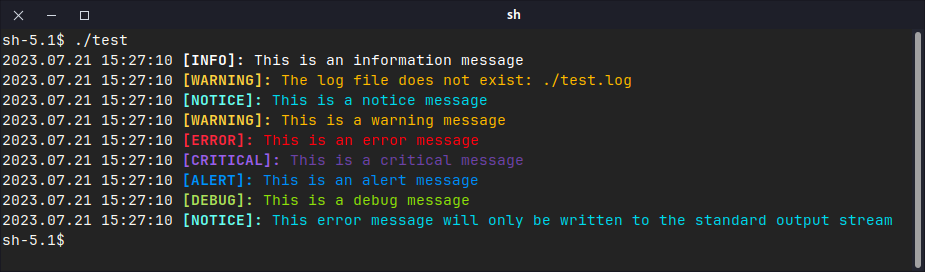 sh
sh-5.1$ ./test
2023.07.21 15:27:10 [INFO]: This is an information message
2023.07.21 15:27:10 [WARNING]: The log file does not exist: ./test.log
2023.07.21 15:27:10 [NOTICE]: This is a notice message
2023.07.21 15:27:10 [WARNING]: This is a warning message
2023.07.21 15:27:10 [ERROR]: This is an error message
2023.07.21 15:27:10 [CRITICAL]: This is a critical message
2023.07.21 15:27:10 [ALERT]: This is an alert message
2023.07.21 15:27:10 [DEBUG]: This is a debug message
2023.07.21 15:27:10 [NOTICE]: This error message will only be written to the standard output stream
sh-5.1$